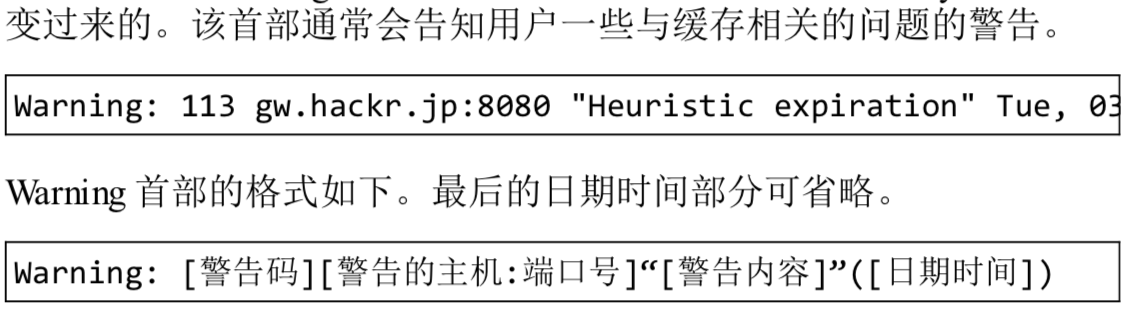 变过来的。该首部通常会告知用户一些与缓存相关的问题的警告。
Warning: 113 gw.hackr.jp:8080 "Heuristic expiration" Tue, 03
Warning 首部的格式如下。最后的日期时间部分可省略。
Warning: [警告码][警告的主机:端口号]“[警告内容]”([日期时间])